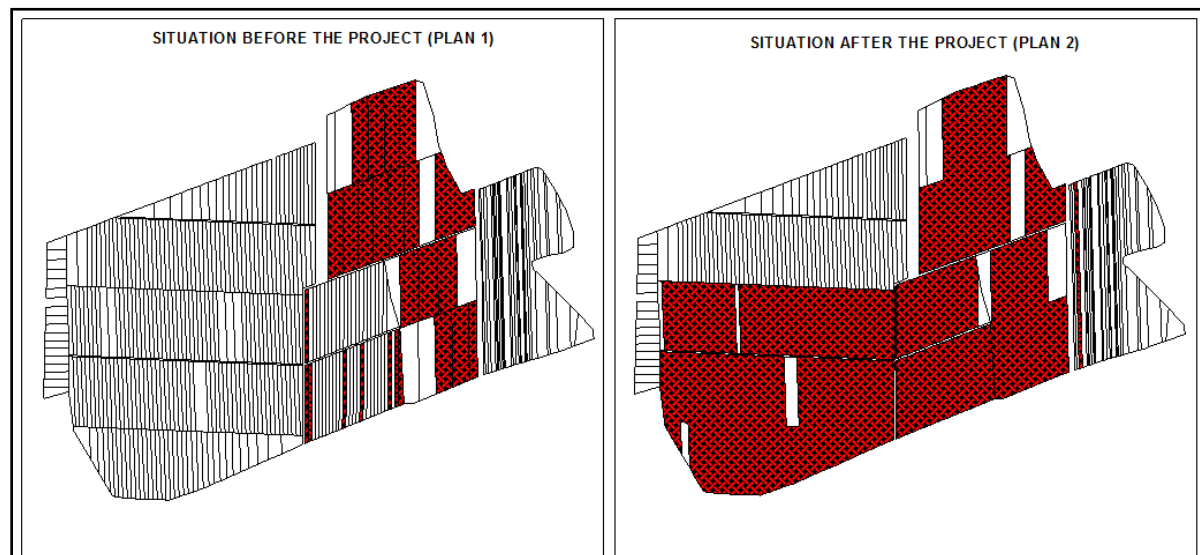 SITUATION BEFORE THE PROJECT (PLAN 1)
SITUATION AFTER THE PROJECT (PLAN 2)